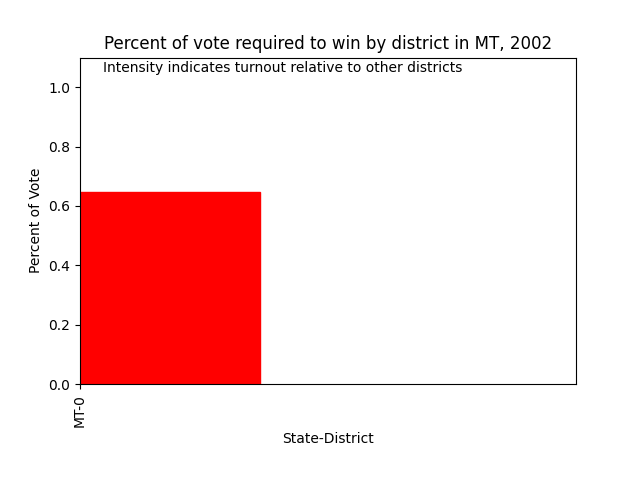 Percent of vote required to win by district in MT, 2002
Intensity indicates turnout relative to other districts
1.0
0.8
0.6
0.4
0.2
0.0
Percent of Vote
MT-0
State-District